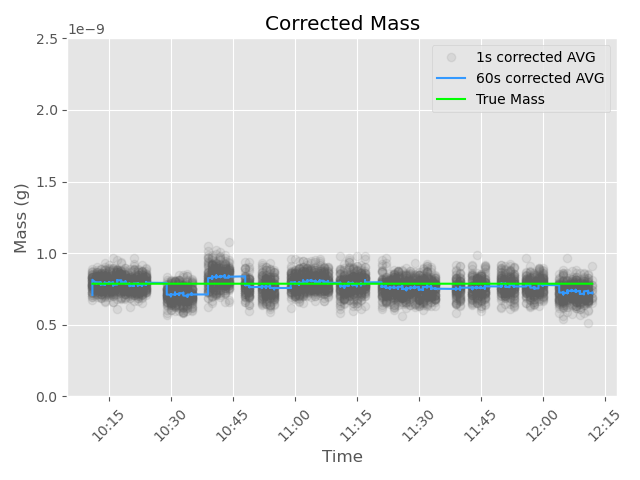 Corrected Mass
1e−9
2.5
2.0
1.5
1.0
0.5
0.0
Mass (g)
1s corrected AVG
60s corrected AVG
True Mass
10:15
10:30
10:45
11:00
11:15
11:30
11:45
12:00
12:15
Time